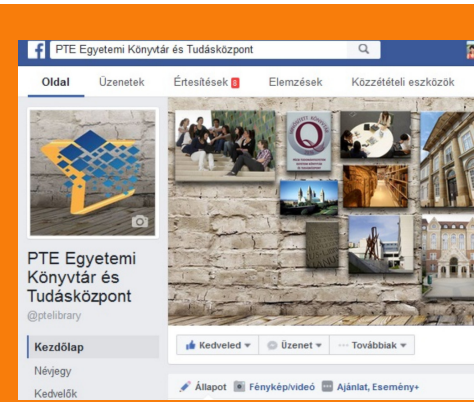 PTE Egyetemi Könyvtár és Tudásközpont
Oldal Üzenetek Értesítések 8 Elemzések Közzétételi eszközök
PTE Egyetemi
Könyvtár és
Tudásközpont
@ptelibrary
Kezdőlap
Névjegy
Kedvelők
Kedveled Üzenet Továbbiak
Állapot Fénykép/videó Ajánlat, Esemény+